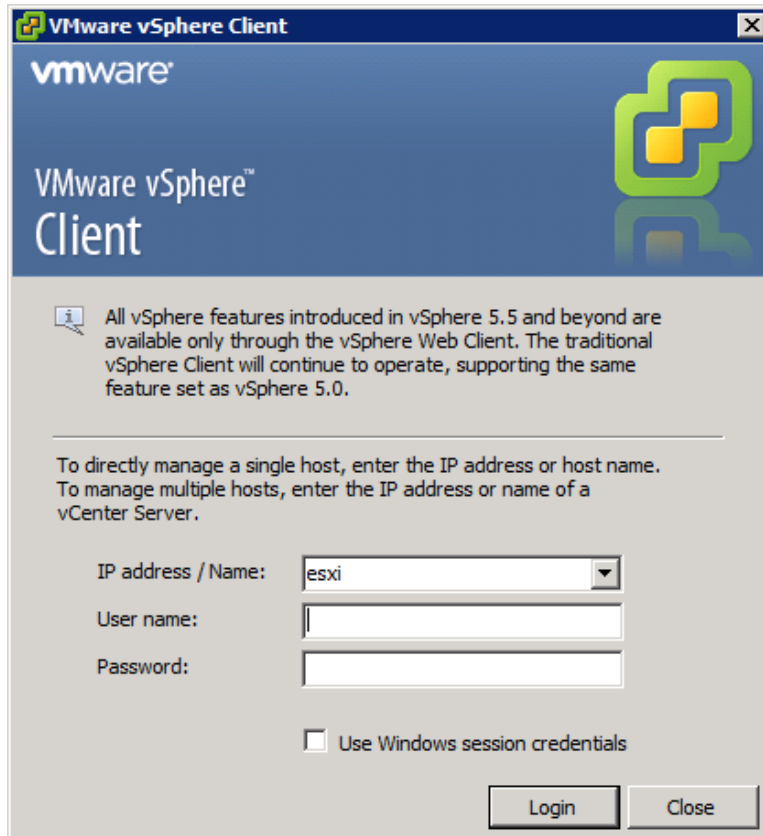 VMware vSphere Client
vmware®
VMware vSphere™
Client
All vSphere features introduced in vSphere 5.5 and beyond are
available only through the vSphere Web Client. The traditional
vSphere Client will continue to operate, supporting the same
feature set as vSphere 5.0.
To directly manage a single host, enter the IP address or host name.
To manage multiple hosts, enter the IP address or name of a
vCenter Server.
IP address / Name: esxi
User name:
Password:
Use Windows session credentials
Login Close